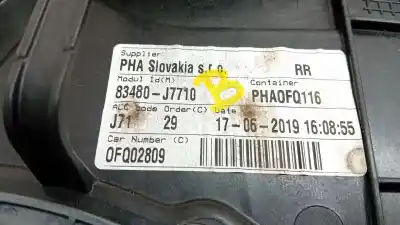 Supplier
PHA Slovakia s.r.o. RR
Modul Id(M) Container
83480-J7710 PHAOFQ116
ALC code Order(C) Date
J71 29 17-06-2019 16:08:55
Car Number (C)
OFQ02809